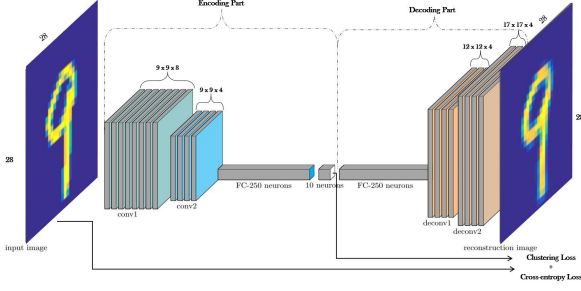 Encoding Part
Decoding Part
28
17 x 17 x 4
28
12 x 12 x 4
9 x 9 x 8
9 x 9 x 4
28
FC-250 neurons
10 neurons
FC-250 neurons
conv1
conv2
deconv1
deconv2
input image
reconstruction image
Clustering Loss
+
Cross-entropy Loss